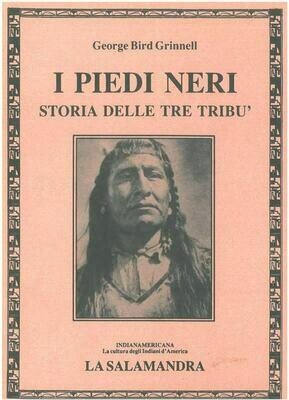 George Bird Grinnell
I PIEDI NERI
STORIA DELLE TRE TRIBU'
INDIANAMERICANA
La cultura degli Indiani d'America
LA SALAMANDRA